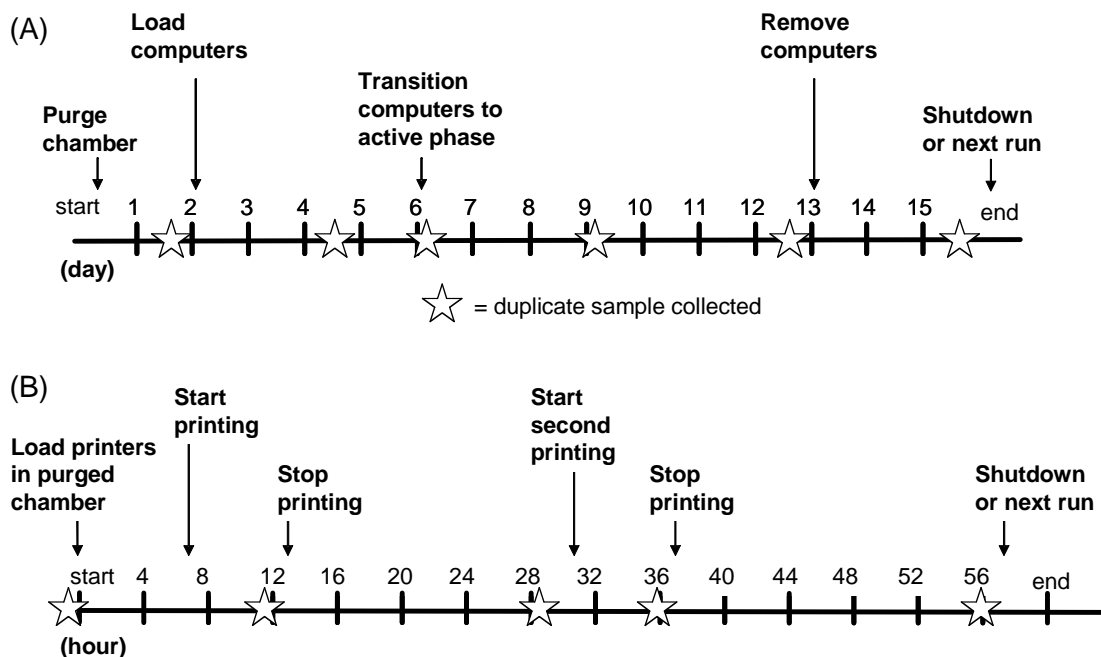 (A)
Load
computers
Remove
computers
Transition
computers to
active phase
Purge
chamber
Shutdown
or next run
start 1 2 3 4 5 6 7 8 9 10 11 12 13 14 15 end
(day)
= duplicate sample collected
(B)
Start
printing
Start
second
printing
Load printers
in purged
chamber
Stop
printing
Stop
printing
Shutdown
or next run
start 4 8 12 16 20 24 28 32 36 40 44 48 52 56 end
(hour)